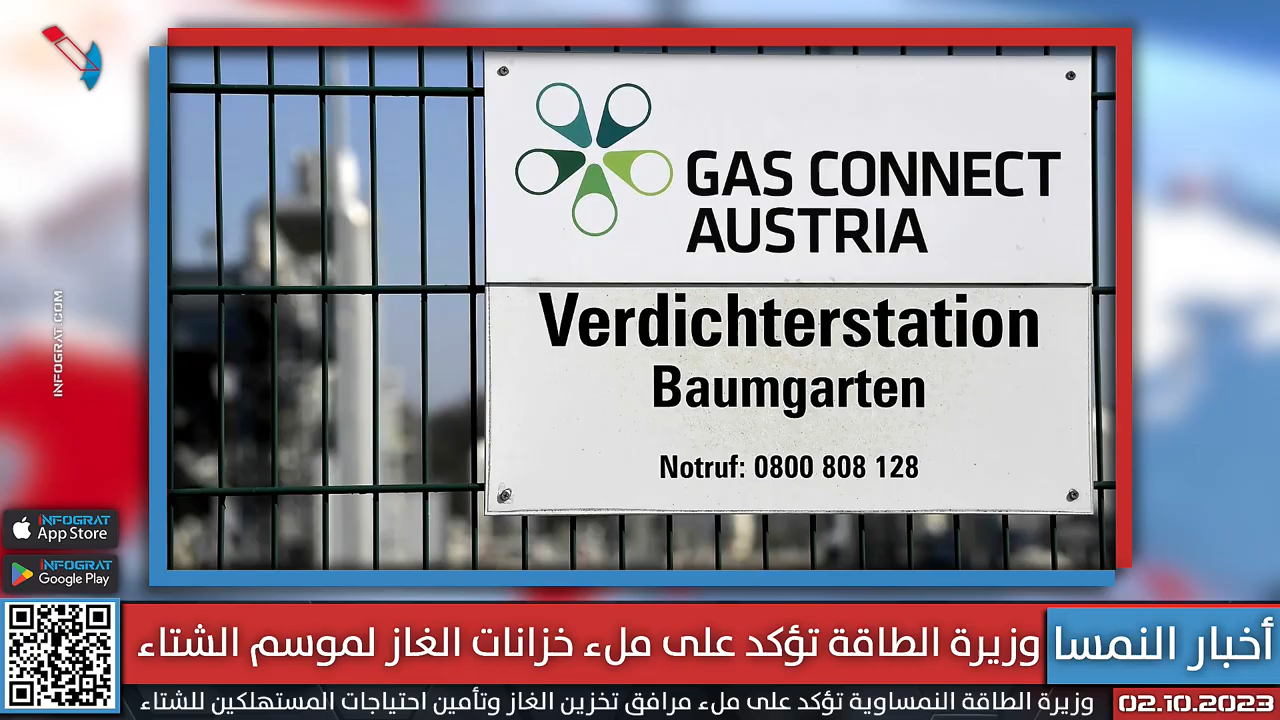 GAS CONNECT
AUSTRIA
Verdichterstation
Baumgarten
Notruf: 0800 808 128
INFOGRAT.COM
INFOGRAT
App Store
INFOGRAT
Google Play
أخبار النمسا
وزيرة الطاقة تؤكد على ملء خزانات الغاز لموسم الشتاء
02.10.2023
وزيرة الطاقة النمساوية تؤكد على ملء مرافق تخزين الغاز وتأمين احتياجات المستهلكين للشتاء